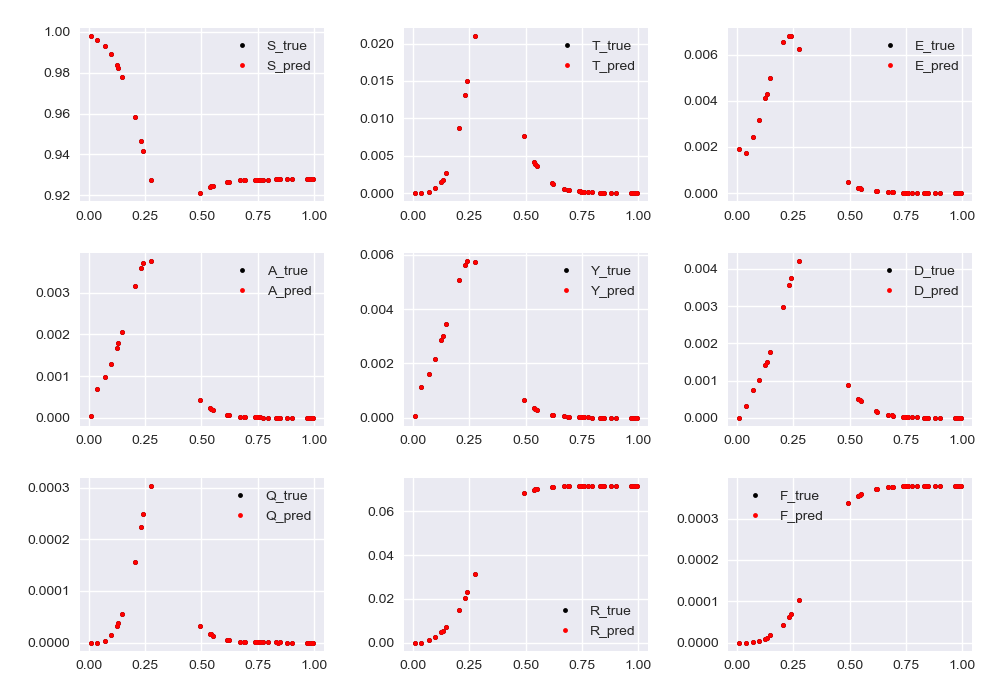 1.00
0.98
0.96
0.94
0.92
0.00 0.25 0.50 0.75 1.00
S_true
S_pred
0.020
0.015
0.010
0.005
0.000
0.00 0.25 0.50 0.75 1.00
T_true
T_pred
0.006
0.004
0.002
0.000
0.00 0.25 0.50 0.75 1.00
E_true
E_pred
0.003
0.002
0.001
0.000
0.00 0.25 0.50 0.75 1.00
A_true
A_pred
0.006
0.004
0.002
0.000
0.00 0.25 0.50 0.75 1.00
Y_true
Y_pred
0.004
0.003
0.002
0.001
0.000
0.00 0.25 0.50 0.75 1.00
D_true
D_pred
0.0003
0.0002
0.0001
0.0000
0.00 0.25 0.50 0.75 1.00
Q_true
Q_pred
0.06
0.04
0.02
0.00
0.00 0.25 0.50 0.75 1.00
R_true
R_pred
0.0003
0.0002
0.0001
0.0000
0.00 0.25 0.50 0.75 1.00
F_true
F_pred